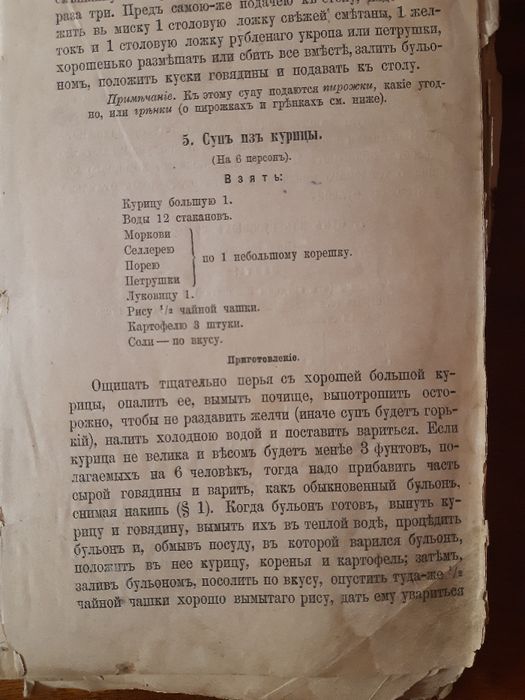 рава три. Предъ самою-же подачею къ столу,
жить въ миску 1 столовую ложку свѣжей смѣтаны, 1 жел-
токъ и 1 столовую ложку рубленаго укропа или петрушки,
хорошенько размѣшать или сбить все вмѣстѣ, залить бульо-
номъ, положить куски говядины и подавать къ столу.
Примѣчаніе. Къ этому супу подаются пирожки, какіе угод-
но, или грѣнки (о пирожкахъ и грѣнкахъ см. ниже).
5. Супъ изъ курицы.
(На 6 персонъ).
Взять:
Курицу большую 1.
Воды 12 стакановъ.
Моркови
Селлерею
Порею
Петрушки
по 1 небольшому корешку.
Луковицу 1.
Рису 1/2 чайной чашки.
Картофелю 3 штуки.
Соли — по вкусу.
Приготовленіе.
Ощипать тщательно перья съ хорошей большой ку-
рицы, опалить ее, вымыть почище, выпотрошить осто-
рожно, чтобы не раздавить желчи (иначе супъ будетъ горь-
кій), налить холодною водой и поставить вариться. Если
курица не велика и вѣсомъ будетъ менѣе 3 фунтовъ, по-
лагаемыхъ на 6 человѣкъ, тогда надо прибавить часть
сырой говядины и варить, какъ обыкновенный бульонъ,
снимая накипь (§ 1). Когда бульонъ готовъ, вынуть ку-
рицу и говядину, вымыть ихъ въ теплой водѣ, процѣдить
бульонъ и, обмывъ посуду, въ которой варился бульонъ,
положить въ нее курицу, коренья и картофель; затѣмъ,
заливъ бульономъ, посолить по вкусу, опустить туда-же 1/2
чайной чашки хорошо вымытаго рису, дать ему увариться